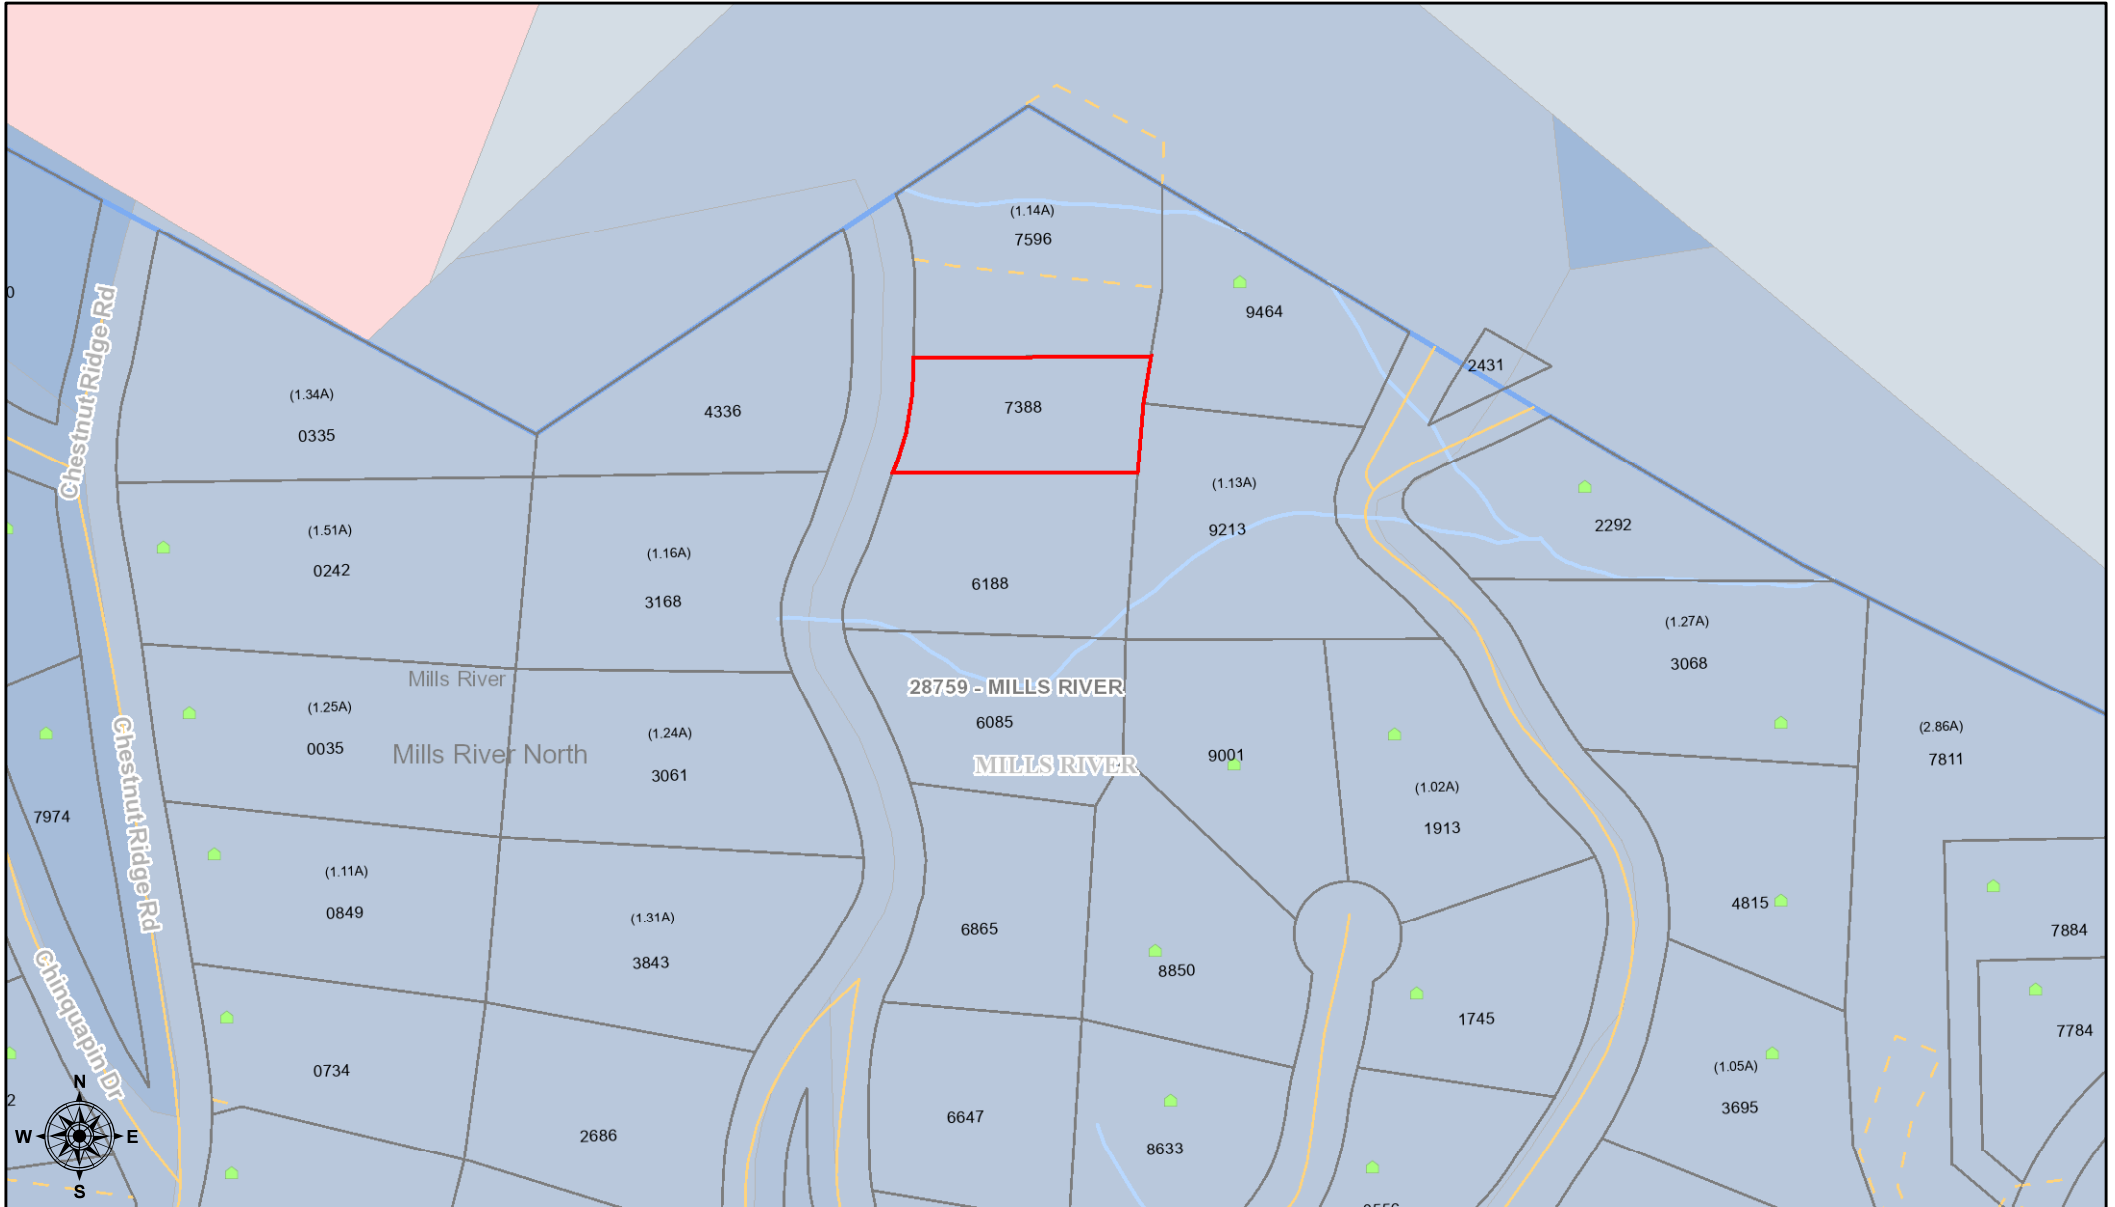 (1.14A)
7596
0
9464
2431
Chestnut Ridge Rd
(1.34A)
0335
4336
7388
(1.13A)
9213
2292
(1.51A)
0242
(1.16A)
3168
6188
(1.27A)
3068
Mills River
28759 - MILLS RIVER
(1.25A)
0035
Mills River North
(1.24A)
3061
6085
MILLS RIVER
9001
(1.02A)
1913
(2.86A)
7811
Chestnut Ridge Rd
7974
(1.11A)
0849
(1.31A)
3843
6865
8850
4815
7884
Chinquapin Dr
1745
7784
0734
2686
6647
8633
(1.05A)
3695
2
N
W
E
S